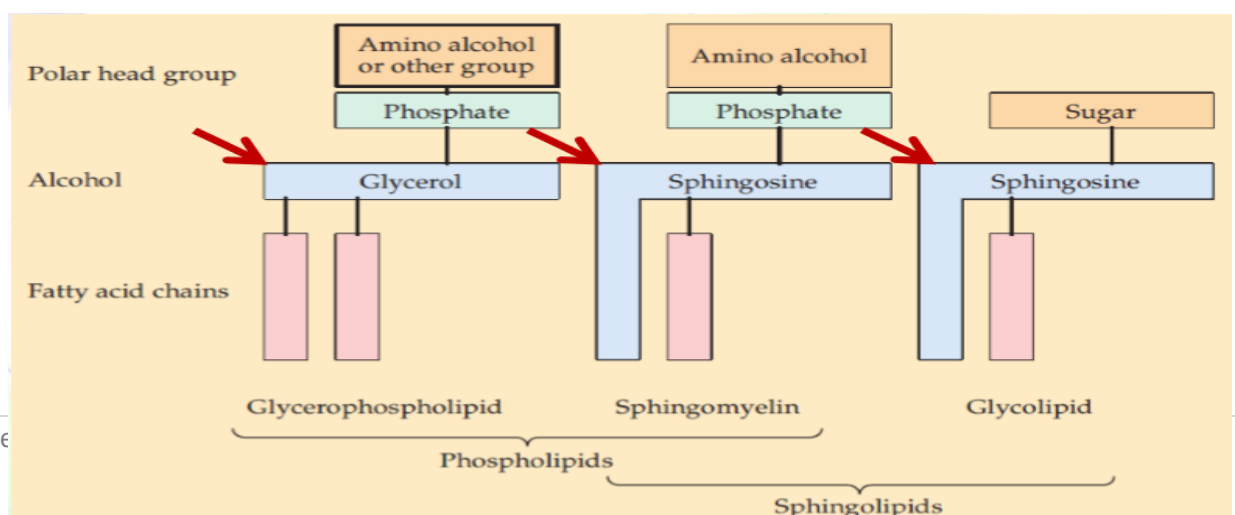 Polar head group
Amino alcohol
or other group
Amino alcohol
Phosphate
Phosphate
Sugar
Alcohol
Glycerol
Sphingosine
Sphingosine
Fatty acid chains
Glycerophospholipid
Sphingomyelin
Glycolipid
Phospholipids
Sphingolipids